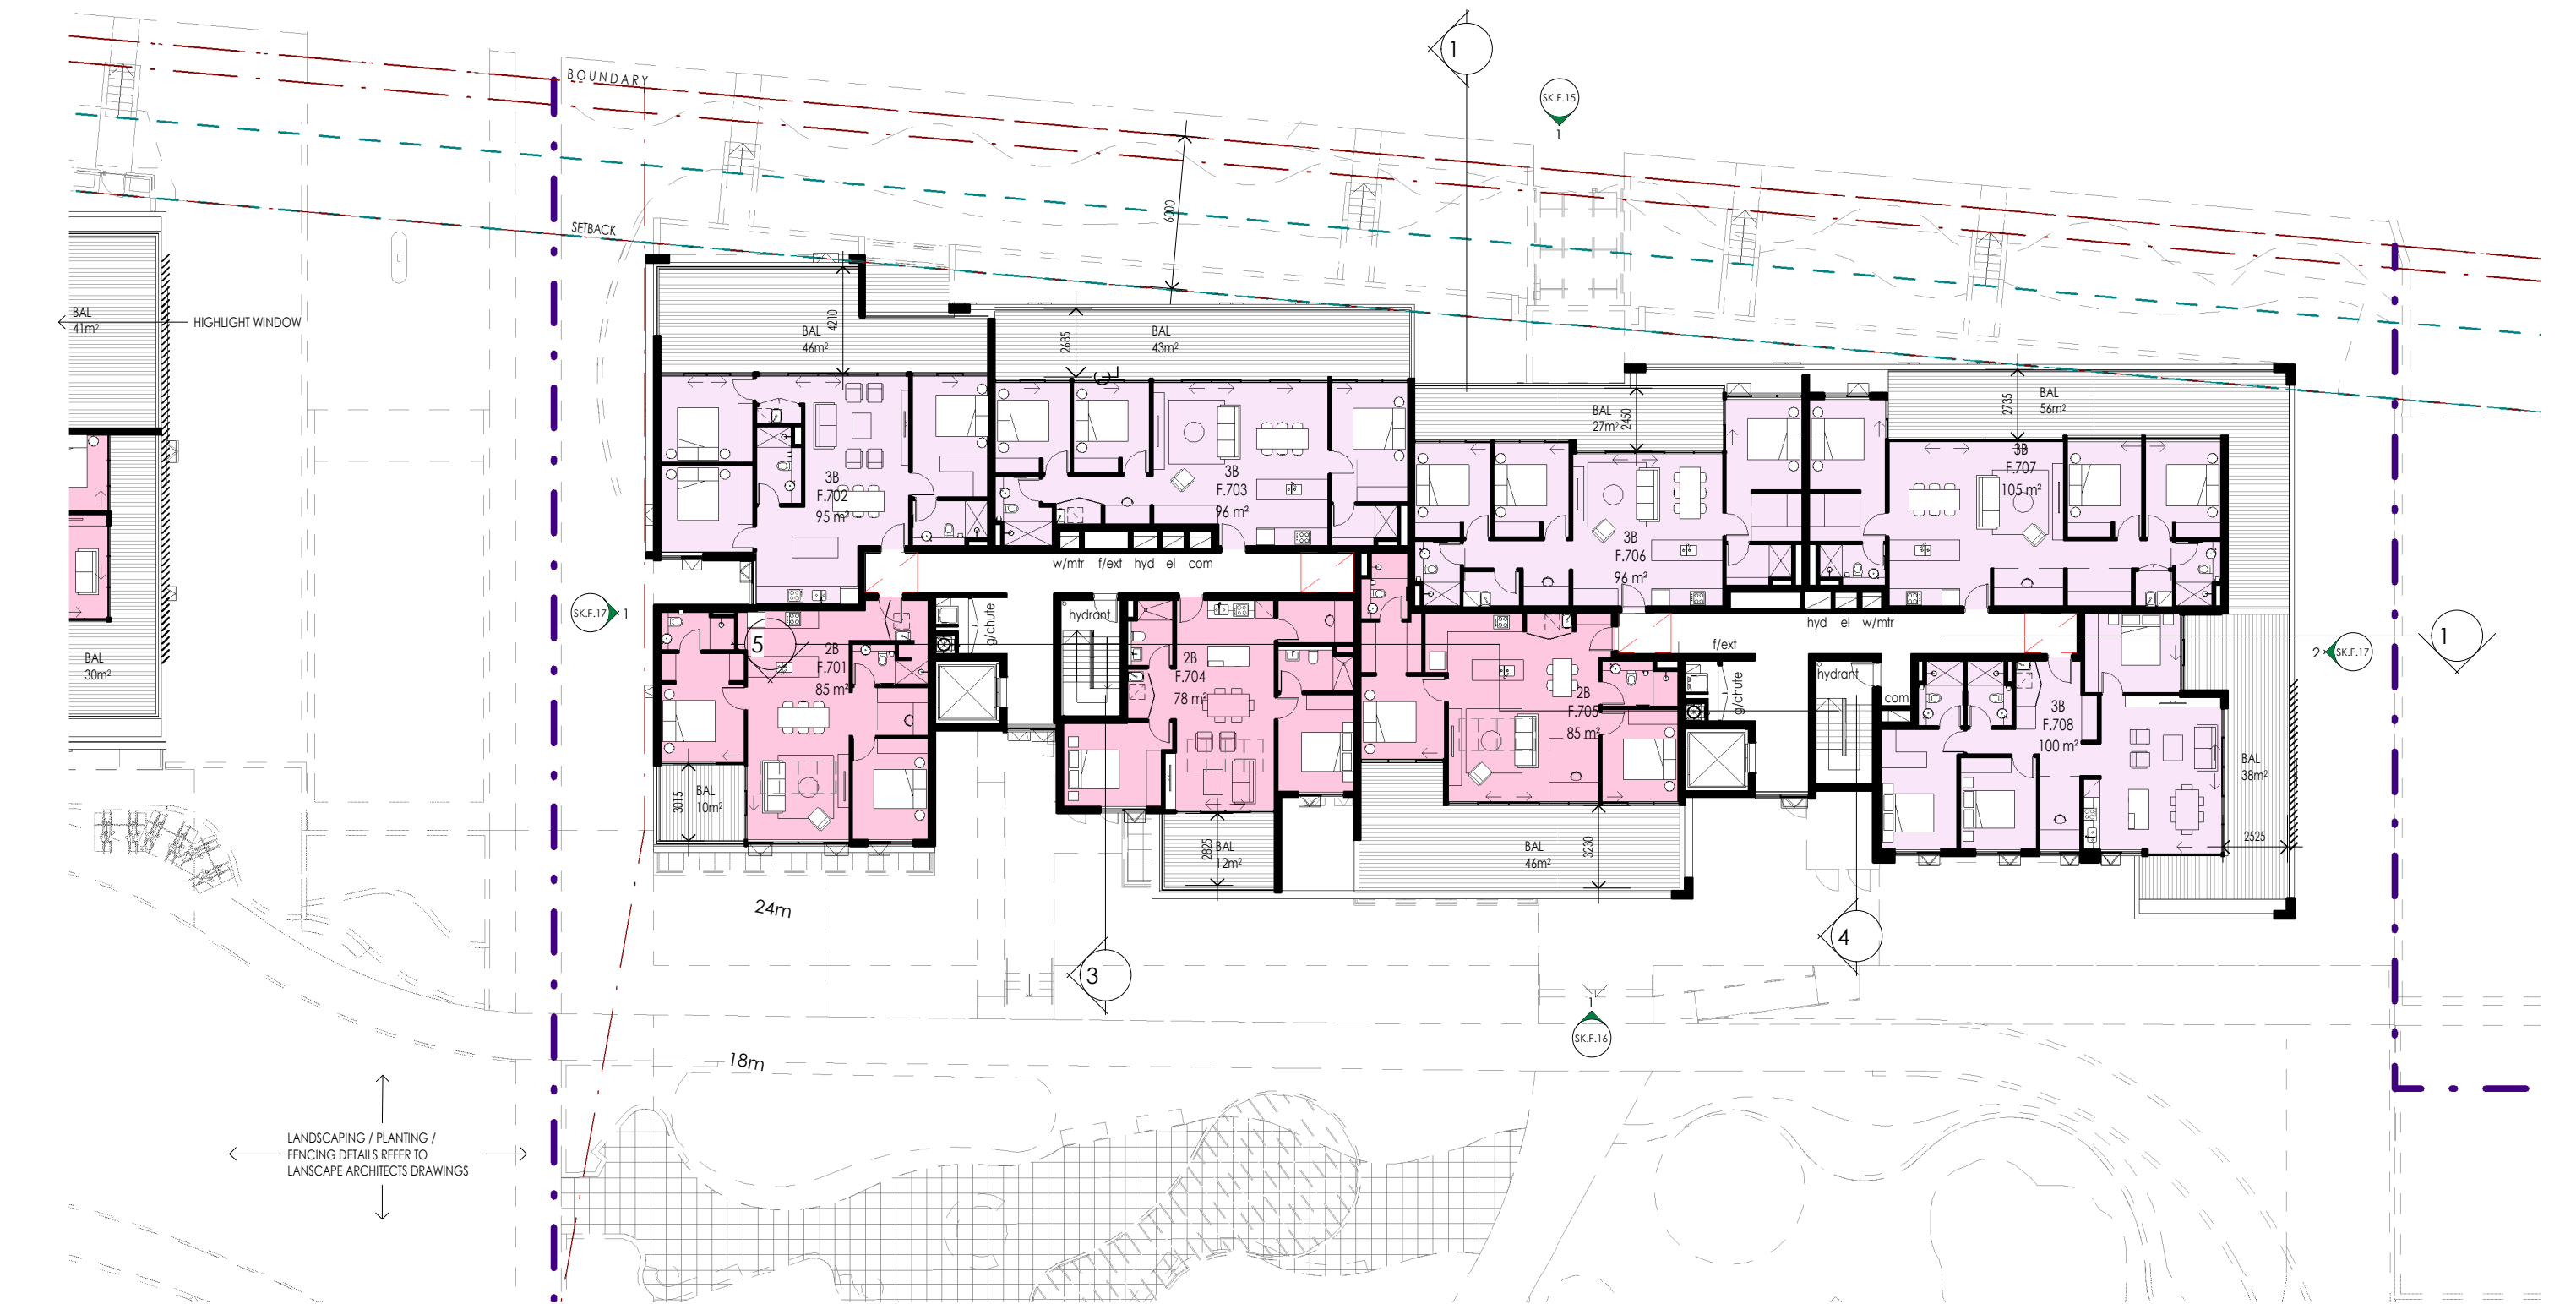 1
SK.F.15
1
BOUNDARY
SETBACK
6000
BAL
41m²
HIGHLIGHT WINDOW
BAL
46m²
4210
2685
BAL
43m²
BAL
27m²
2450
2735
BAL
56m²
3B
F.702
95 m²
3B
F.703
96 m²
3B
F.706
96 m²
3B
F.707
105 m²
w/mtr
f/ext
hyd
el
com
SK.F.17
1
hydrant
g/chute
hyd
el
w/mtr
f/ext
1
2
SK.F.17
5
2B
F.701
85 m²
2B
F.704
78 m²
2B
F.705
85 m²
g/chute
hydrant
com
3B
F.708
100 m²
BAL
30m²
3015
BAL
10m²
2825
BAL
12m²
BAL
46m²
3230
BAL
38m²
2525
24m
3
4
1
SK.F.16
18m
LANDSCAPING / PLANTING /
FENCING DETAILS REFER TO
LANSCAPE ARCHITECTS DRAWINGS